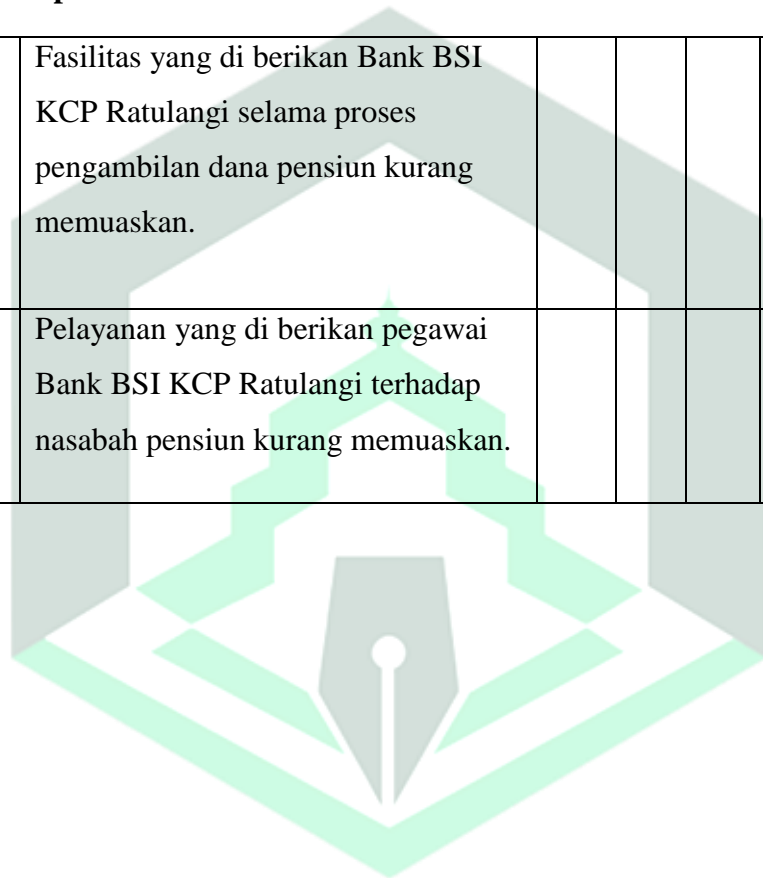 Fasilitas yang di berikan Bank BSI
KCP Ratulangi selama proses
pengambilan dana pensiun kurang
memuaskan.
Pelayanan yang di berikan pegawai
Bank BSI KCP Ratulangi terhadap
nasabah pensiun kurang memuaskan.